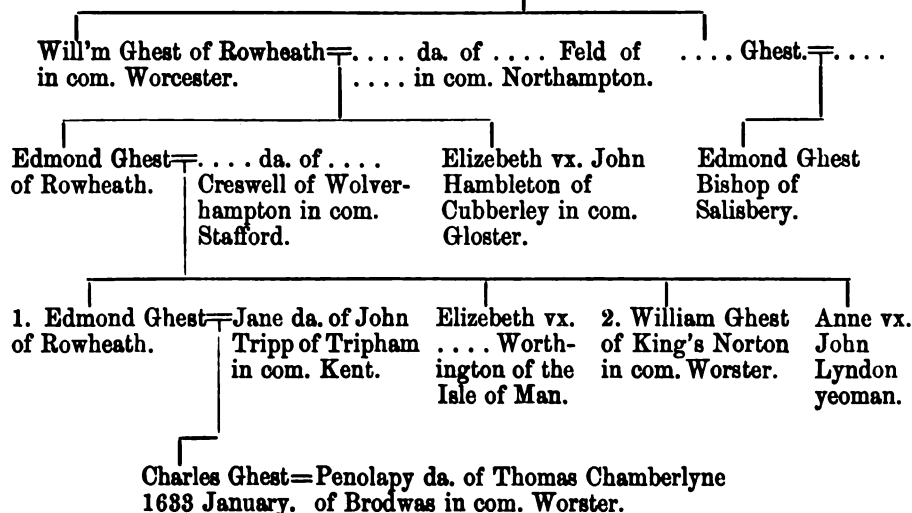 Will'm Ghest of Rowheath=. . . . da. of . . . . Feld of
in com. Worcester. . . . . in com. Northampton.
. . . . Ghest.=. . . .
Edmond Ghest=. . . . da. of . . . .
of Rowheath. Creswell of Wolver-
hampton in com.
Stafford.
Elizebeth vx. John
Hambleton of
Cubberley in com.
Gloster.
Edmond Ghest
Bishop of
Salisbery.
1. Edmond Ghest=Jane da. of John
of Rowheath. Tripp of Tripham
in com. Kent.
Elizebeth vx.
. . . . Worth-
ington of the
Isle of Man.
2. William Ghest
of King's Norton
in com. Worster.
Anne vx.
John
Lyndon
yeoman.
Charles Ghest=Penolapy da. of Thomas Chamberlyne
1633 January. of Brodwas in com. Worster.